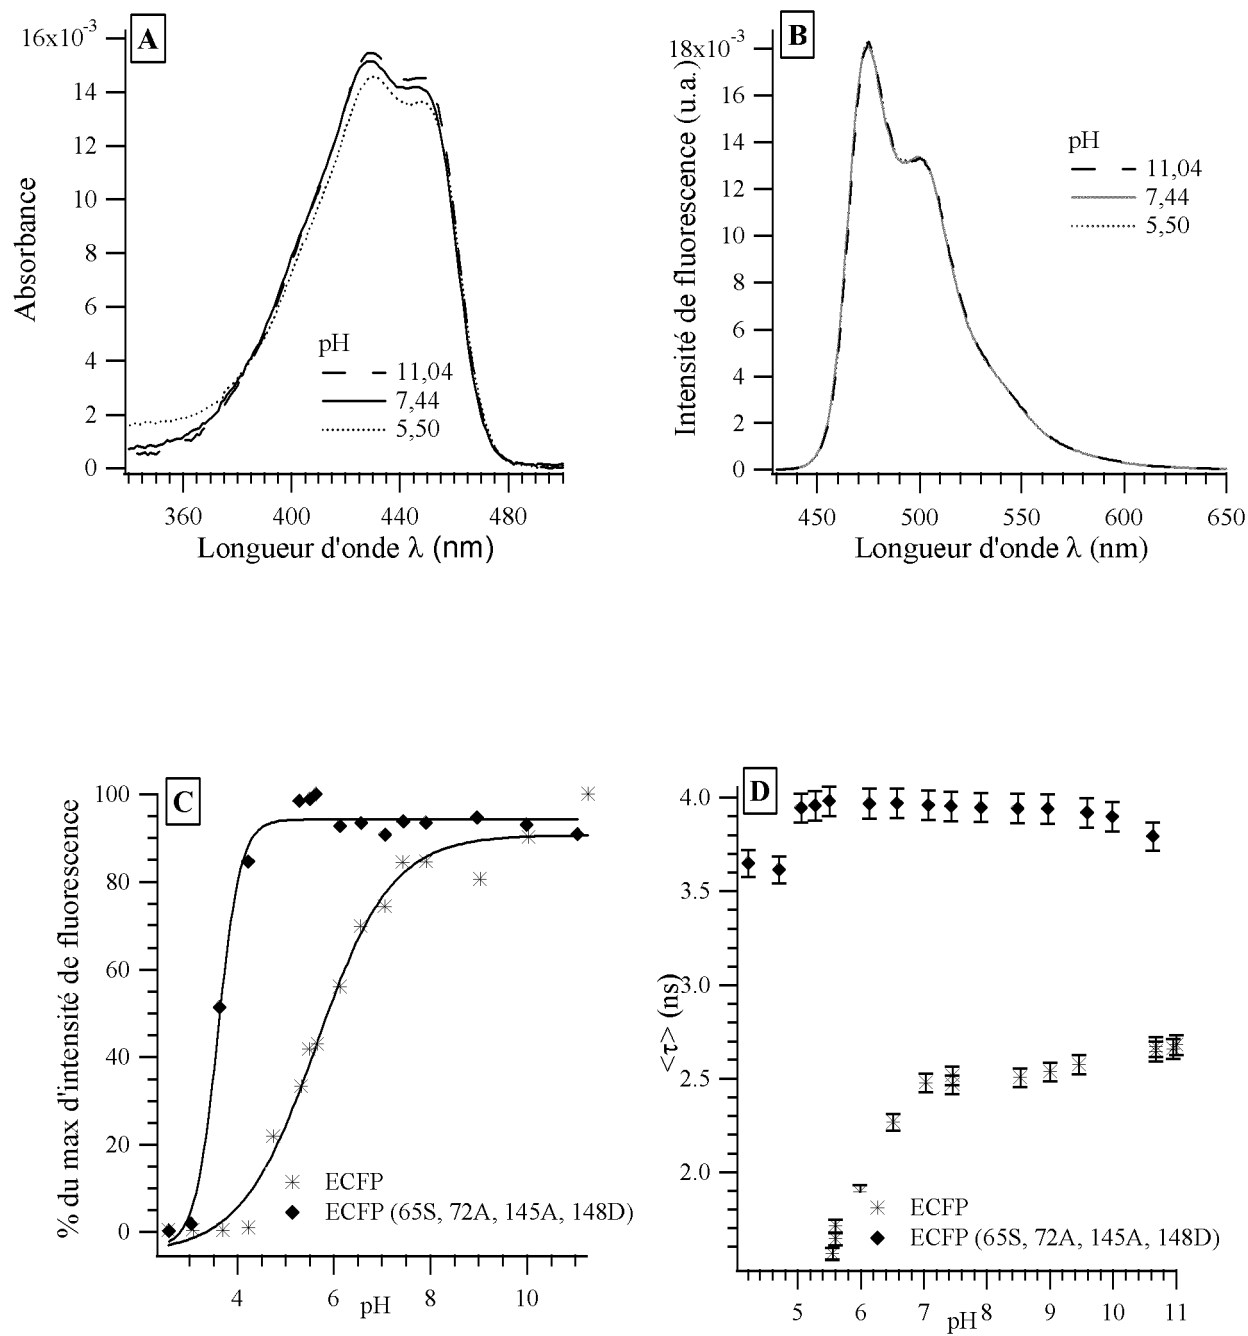 A
16x10-3
14
12
10
8
6
4
2
0
Absorbance
pH
11,04
7,44
5,50
360
400
440
480
Longueur d'onde λ (nm)
B
18x10-3
16
14
12
10
8
6
4
2
0
Intensité de fluorescence (u.a.)
pH
11,04
7,44
5,50
450
500
550
600
650
Longueur d'onde λ (nm)
C
100
80
60
40
20
0
% du max d'intensité de fluorescence
ECFP
ECFP (65S, 72A, 145A, 148D)
4
6
8
10
pH
D
4.0
3.5
3.0
2.5
2.0
<τ> (ns)
ECFP
ECFP (65S, 72A, 145A, 148D)
5
6
7
8
9
10
11
pH